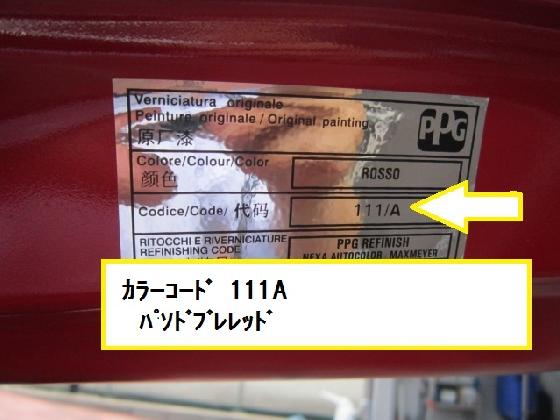 Verniciatura originale
Peinture originale / Original painting
原厂漆
PPG
Colore/Colour/Color
颜色
ROSSO
Codice/Code/代码
111/A
RITOCCHI E RIVERNICIATURE
REFINISHING CODE
PPG REFINISH
NEXA AUTOCOLOR, MAXMEYER
ｶﾗｰｺｰﾄﾞ 111A
ﾊﾟｿﾄﾞﾌﾞﾚﾚｯﾄﾞ